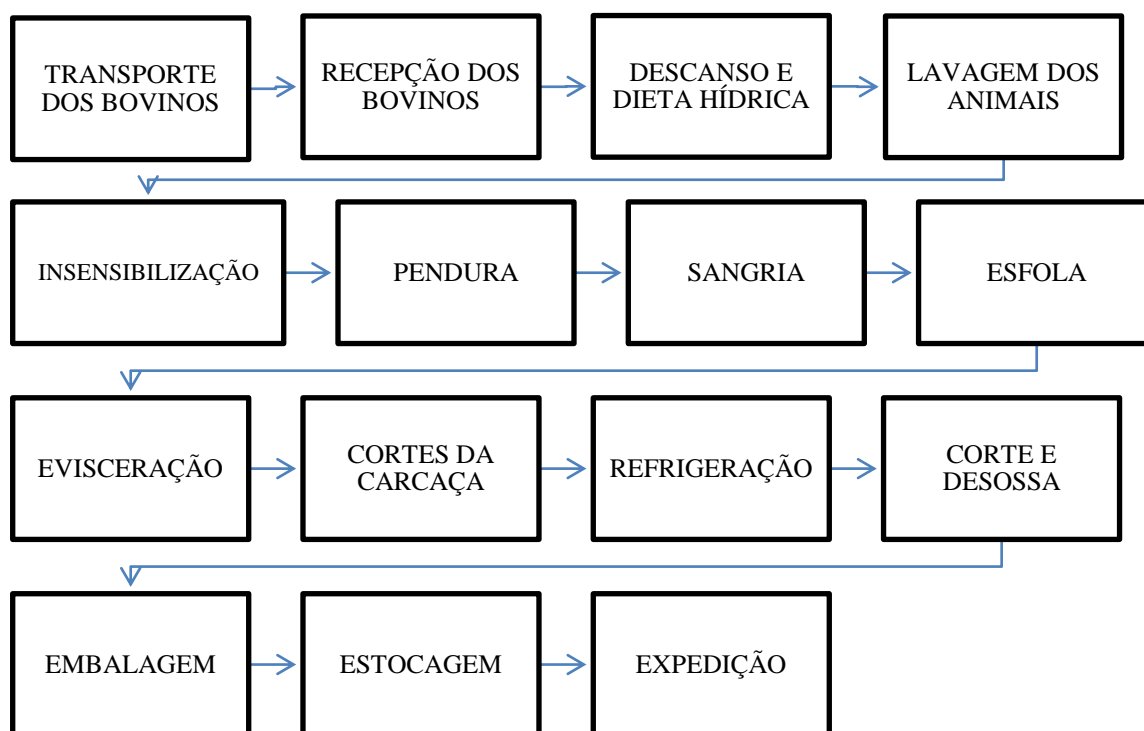 TRANSPORTE
DOS BOVINOS
RECEPÇÃO DOS
BOVINOS
DESCANSO E
DIETA HÍDRICA
LAVAGEM DOS
ANIMAIS
INSENSIBILIZAÇÃO
PENDURA
SANGRIA
ESFOLA
EVISCERAÇÃO
CORTES DA
CARCAÇA
REFRIGERAÇÃO
CORTE E
DESOSSA
EMBALAGEM
ESTOCAGEM
EXPEDIÇÃO